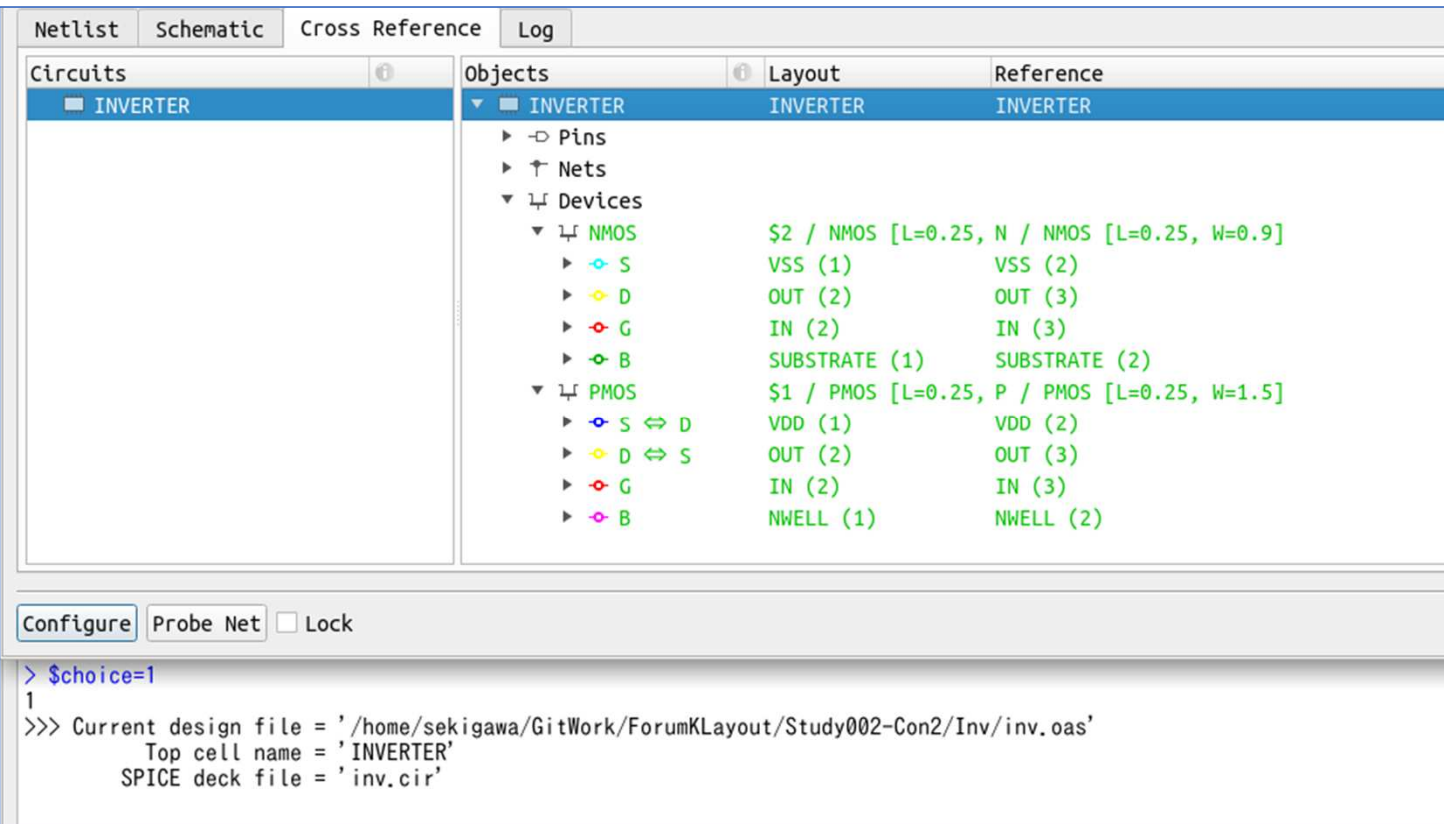 Netlist Schematic Cross Reference Log
Circuits Objects Layout Reference
INVERTER INVERTER INVERTER INVERTER
Pins
Nets
Devices
NMOS $2 / NMOS [L=0.25, N / NMOS [L=0.25, W=0.9]
S VSS (1) VSS (2)
D OUT (2) OUT (3)
G IN (2) IN (3)
B SUBSTRATE (1) SUBSTRATE (2)
PMOS $1 / PMOS [L=0.25, P / PMOS [L=0.25, W=1.5]
S ⇔ D VDD (1) VDD (2)
D ⇔ S OUT (2) OUT (3)
G IN (2) IN (3)
B NWELL (1) NWELL (2)
Configure Probe Net Lock
> $choice=1
1
>>> Current design file = '/home/sekigawa/GitWork/ForumKLayout/Study002-Con2/Inv/inv.oas'
Top cell name = 'INVERTER'
SPICE deck file = 'inv.cir'